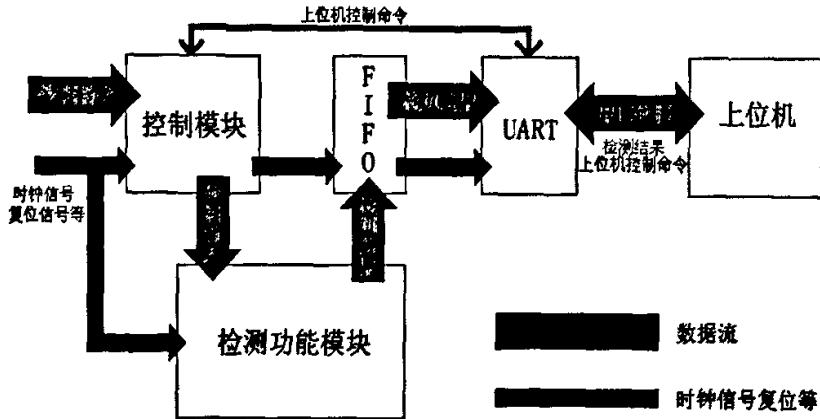 上位机控制命令
控制模块
FIFO
UART
上位机
检测结果
上位机控制命令
时钟信号
复位信号等
检测功能模块
数据流
时钟信号复位等